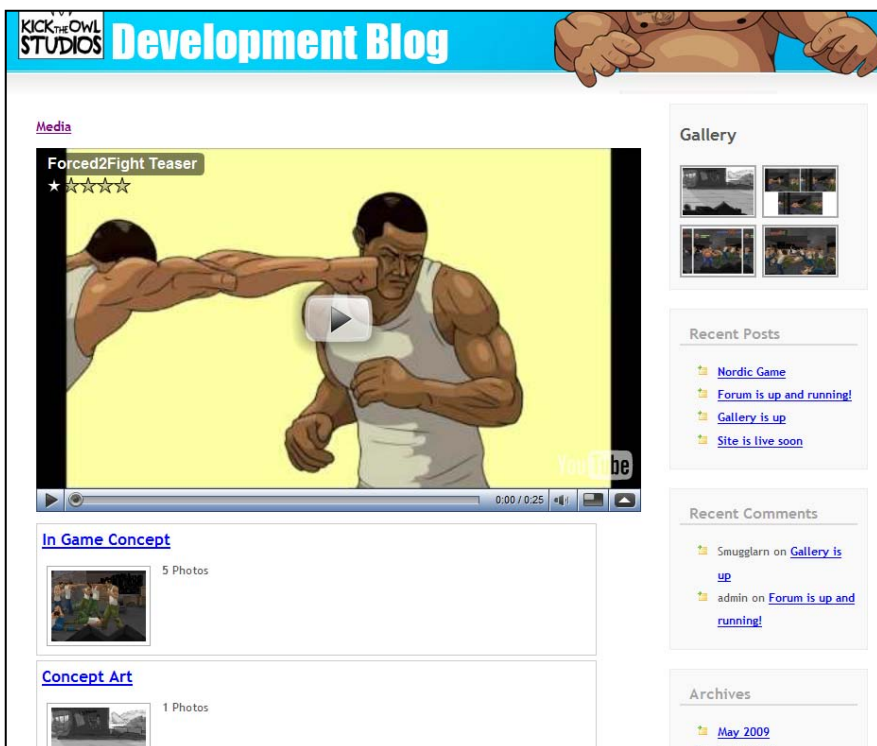 KICK THE OWL
STUDIOS
Development Blog
Media
Forced2Fight Teaser
YouTube
0:00 / 0:25
In Game Concept
5 Photos
Concept Art
1 Photos
Gallery
Recent Posts
Nordic Game
Forum is up and running!
Gallery is up
Site is live soon
Recent Comments
Smugglarn on Gallery is
up
admin on Forum is up and
running!
Archives
May 2009